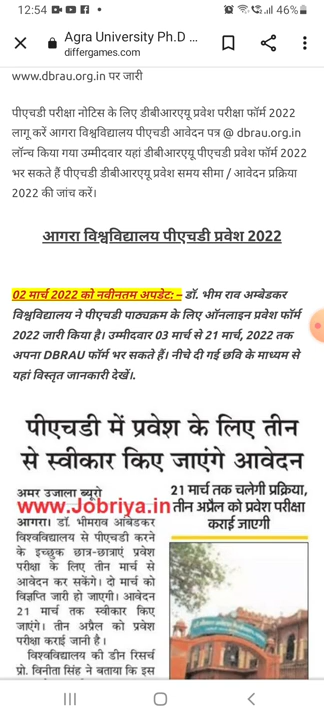 12:54
46%
Agra University Ph.D ...
differgames.com
www.dbrau.org.in पर जारी
पीएचडी परीक्षा नोटिस के लिए डीबीआरएयू प्रवेश परीक्षा फॉर्म 2022
लागू करें आगरा विश्वविद्यालय पीएचडी आवेदन पत्र @ dbrau.org.in
लॉन्च किया गया उम्मीदवार यहां डीबीआरएयू पीएचडी प्रवेश फॉर्म 2022
भर सकते हैं पीएचडी डीबीआरएयू प्रवेश समय सीमा / आवेदन प्रक्रिया
2022 की जांच करें।
आगरा विश्वविद्यालय पीएचडी प्रवेश 2022
02 मार्च 2022 को नवीनतम अपडेट: – डॉ. भीम राव अम्बेडकर
विश्वविद्यालय ने पीएचडी पाठ्यक्रम के लिए ऑनलाइन प्रवेश फॉर्म
2022 जारी किया है। उम्मीदवार 03 मार्च से 21 मार्च, 2022 तक
अपना DBRAU फॉर्म भर सकते हैं। नीचे दी गई छवि के माध्यम से
यहां विस्तृत जानकारी देखें।.
पीएचडी में प्रवेश के लिए तीन
से स्वीकार किए जाएंगे आवेदन
अमर उजाला ब्यूरो
www.Jobriya.in
आगरा। डॉ. भीमराव आंबेडकर
विश्वविद्यालय से पीएचडी करने
के इच्छुक छात्र-छात्राएं प्रवेश
परीक्षा के लिए तीन मार्च से
आवेदन कर सकेंगे। दो मार्च को
विज्ञप्ति जारी हो जाएगी। आवेदन
21 मार्च तक स्वीकार किए
जाएंगे। तीन अप्रैल को प्रवेश
परीक्षा कराई जानी है।
विश्वविद्यालय की डीन रिसर्च
प्रो. विनीता सिंह ने बताया कि इस
21 मार्च तक चलेगी प्रक्रिया,
तीन अप्रैल को प्रवेश परीक्षा
कराई जाएगी